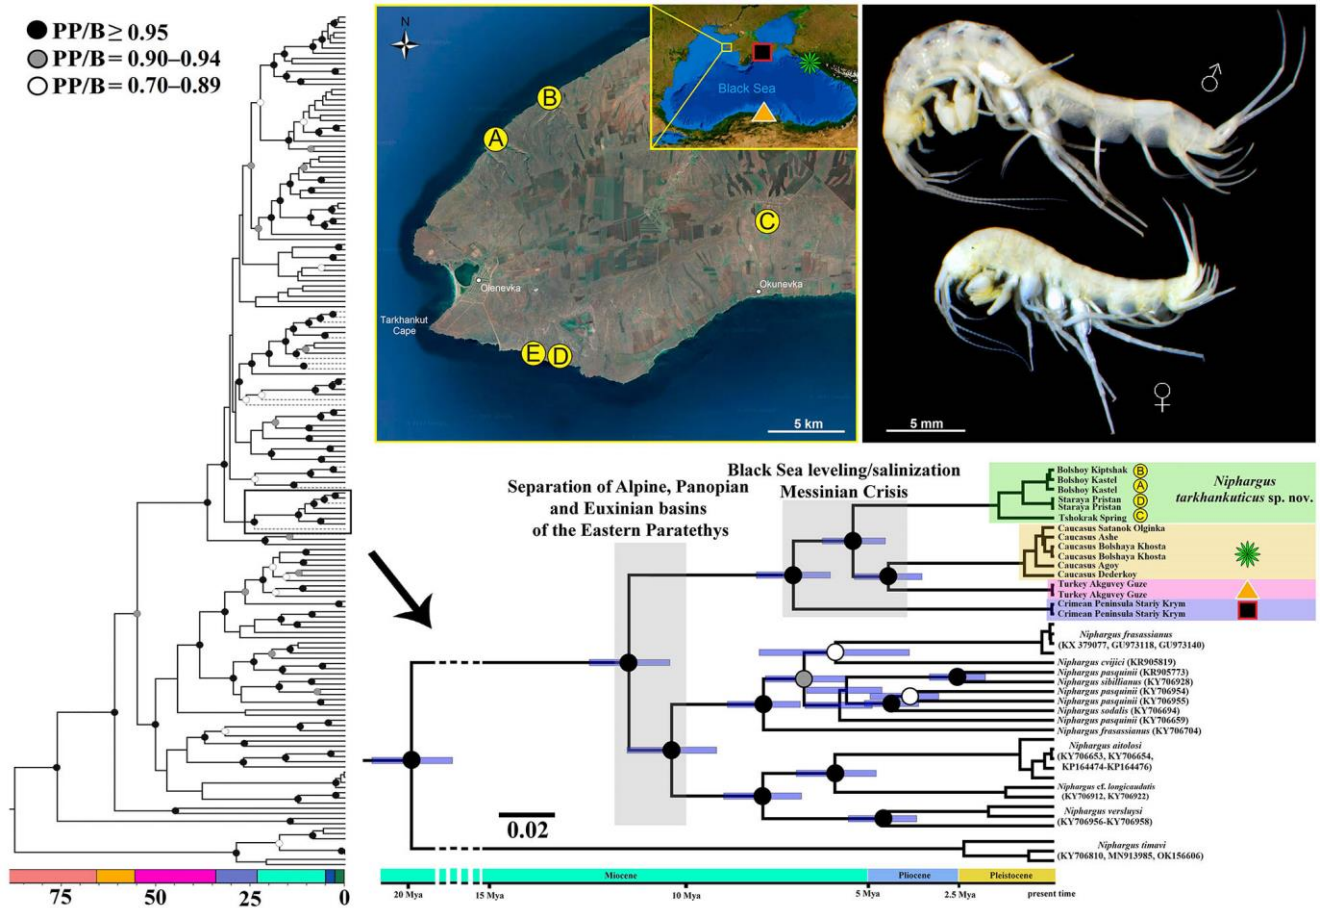 PP/B ≥ 0.95
PP/B = 0.90–0.94
PP/B = 0.70–0.89
75
50
25
0
N
B
A
C
E
D
Olenevka
Okunevka
Tarkhankut
Cape
5 km
Black Sea
♂
♀
5 mm
Separation of Alpine, Panopian
and Euxinian basins
of the Eastern Paratethys
Black Sea leveling/salinization
Messinian Crisis
Bolshoy Kiptshak B
Bolshoy Kastel
Bolshoy Kastel A
Staraya Pristan D
Staraya Pristan
Tshokrak Spring C
Niphargus
tarkhankuticus sp. nov.
Caucasus Satanok Olginka
Caucasus Ashe
Caucasus Bolshaya Khosta
Caucasus Bolshaya Khosta
Caucasus Agoy
Caucasus Dederkoy
Turkey Akguvey Guze
Turkey Akguvey Guze
Crimean Peninsula Stariy Krym
Crimean Peninsula Stariy Krym
Niphargus frasassianus
(KX 379077, GU973118, GU973140)
Niphargus cvijici (KR905819)
Niphargus pasquinii (KR905773)
Niphargus sibillianus (KY706928)
Niphargus pasquinii (KY706954)
Niphargus pasquinii (KY706955)
Niphargus sodalis (KY706694)
Niphargus pasquinii (KY706659)
Niphargus frasassianus (KY706704)
Niphargus aitolosi
(KY706653, KY706654,
KP164474-KP164476)
Niphargus cf. longicaudatis
(KY706912, KY706922)
Niphargus versluysi
(KY706956-KY706958)
Niphargus timavi
(KY706810, MN913985, OK156606)
0.02
Miocene
Pliocene
Pleistocene
20 Mya
15 Mya
10 Mya
5 Mya
2.5 Mya
present time